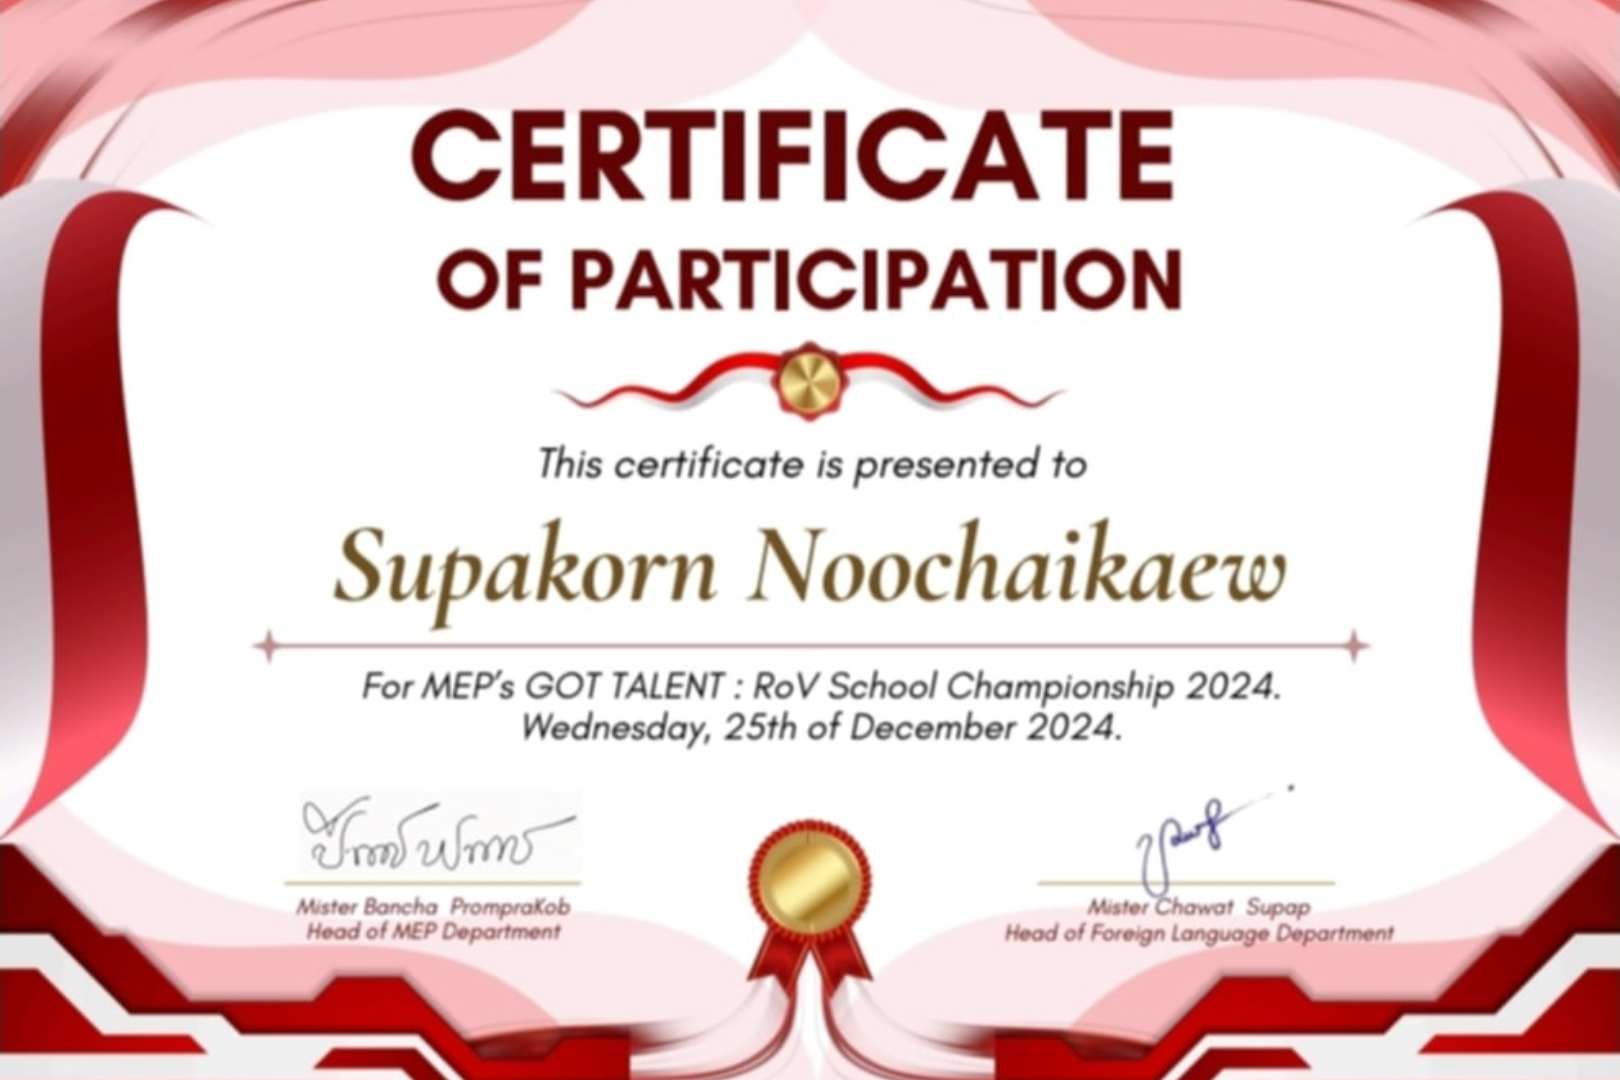 CERTIFICATE
OF PARTICIPATION
This certificate is presented to
Supakorn Noochaikaew
For MEP's GOT TALENT : RoV School Championship 2024.
Wednesday, 25th of December 2024.
Mister Bancha PrompraKob
Head of MEP Department
Mister Chawat Supap
Head of Foreign Language Department